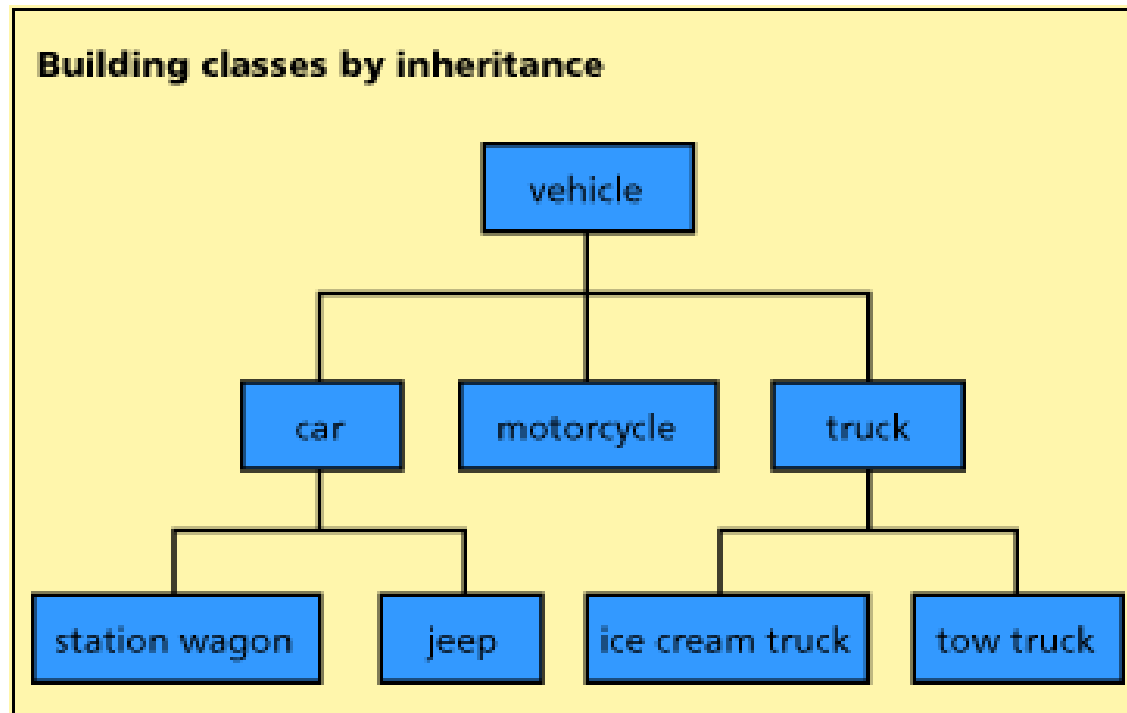 Building classes by inheritance
vehicle
car
motorcycle
truck
station wagon
jeep
ice cream truck
tow truck